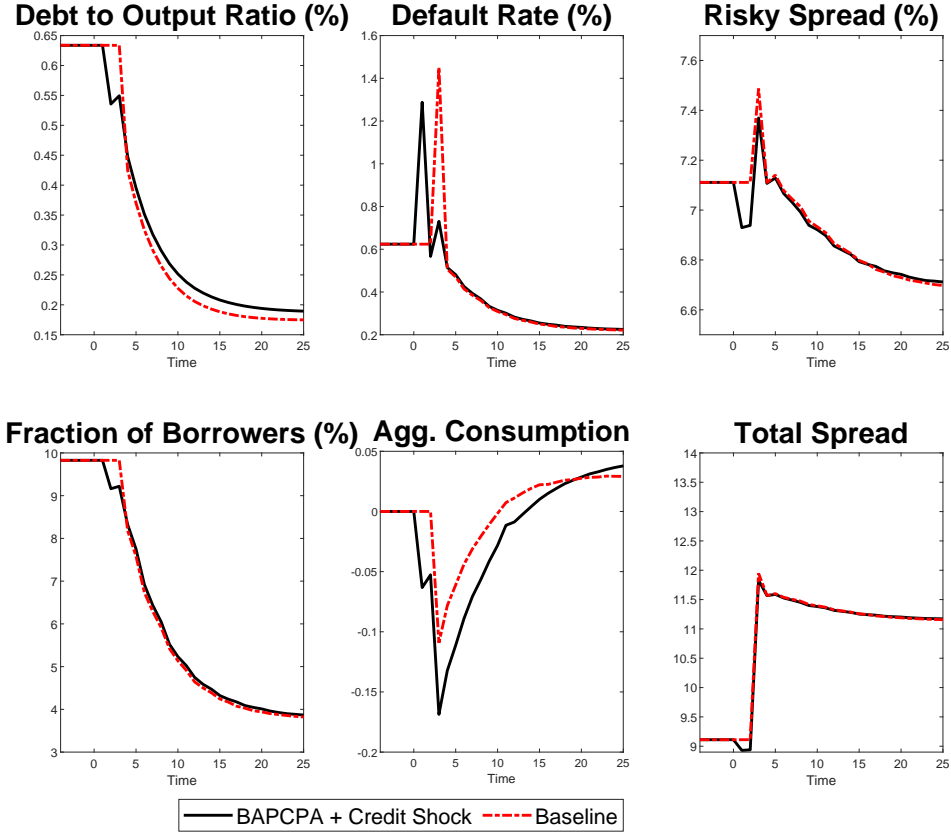 Debt to Output Ratio (%)
0.65
0.6
0.55
0.5
0.45
0.4
0.35
0.3
0.25
0.2
0.15
0 5 10 15 20 25
Time
Default Rate (%)
1.6
1.4
1.2
1
0.8
0.6
0.4
0.2
0 5 10 15 20 25
Time
Risky Spread (%)
7.6
7.4
7.2
7
6.8
6.6
0 5 10 15 20 25
Time
Fraction of Borrowers (%)
10
9
8
7
6
5
4
3
0 5 10 15 20 25
Time
Agg. Consumption
0.05
0
-0.05
-0.1
-0.15
-0.2
0 5 10 15 20 25
Time
Total Spread
14
13.5
13
12.5
12
11.5
11
10.5
10
9.5
9
0 5 10 15 20 25
Time
BAPCPA + Credit Shock Baseline